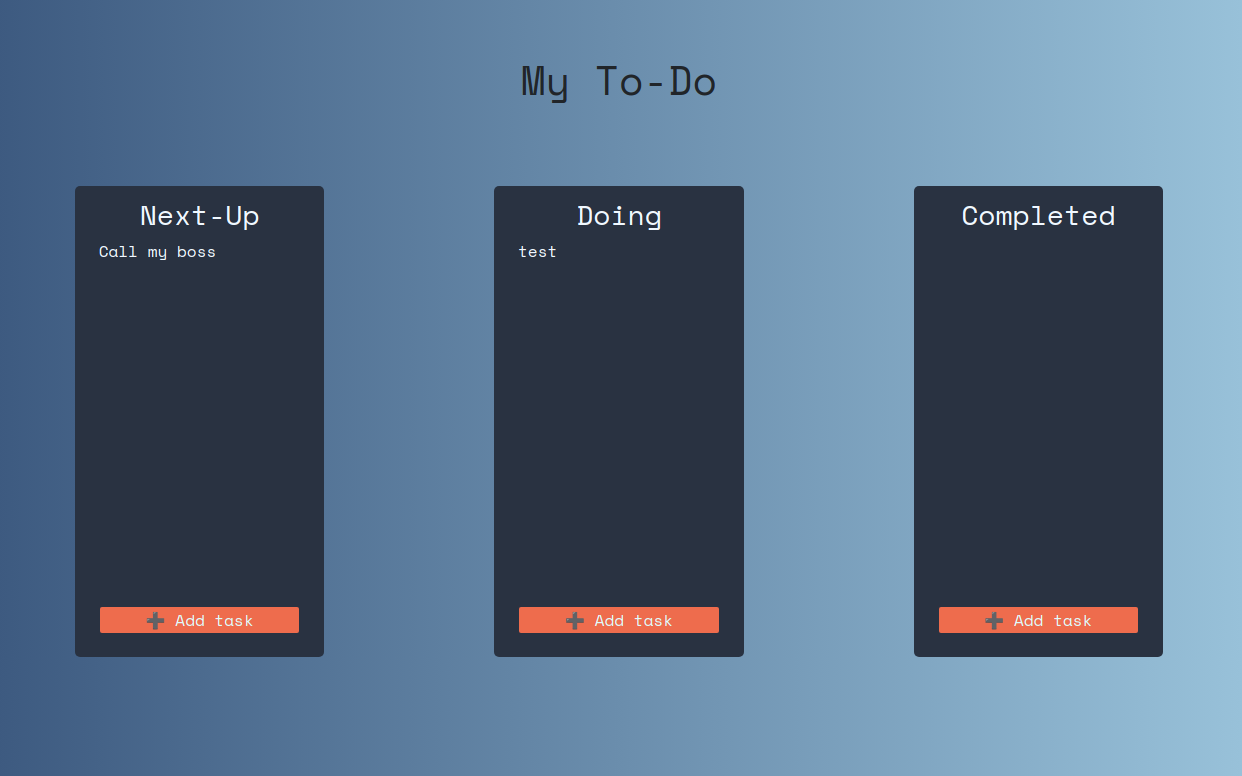 My To-Do
Next-Up
Call my boss
➕ Add task
Doing
test
➕ Add task
Completed
➕ Add task